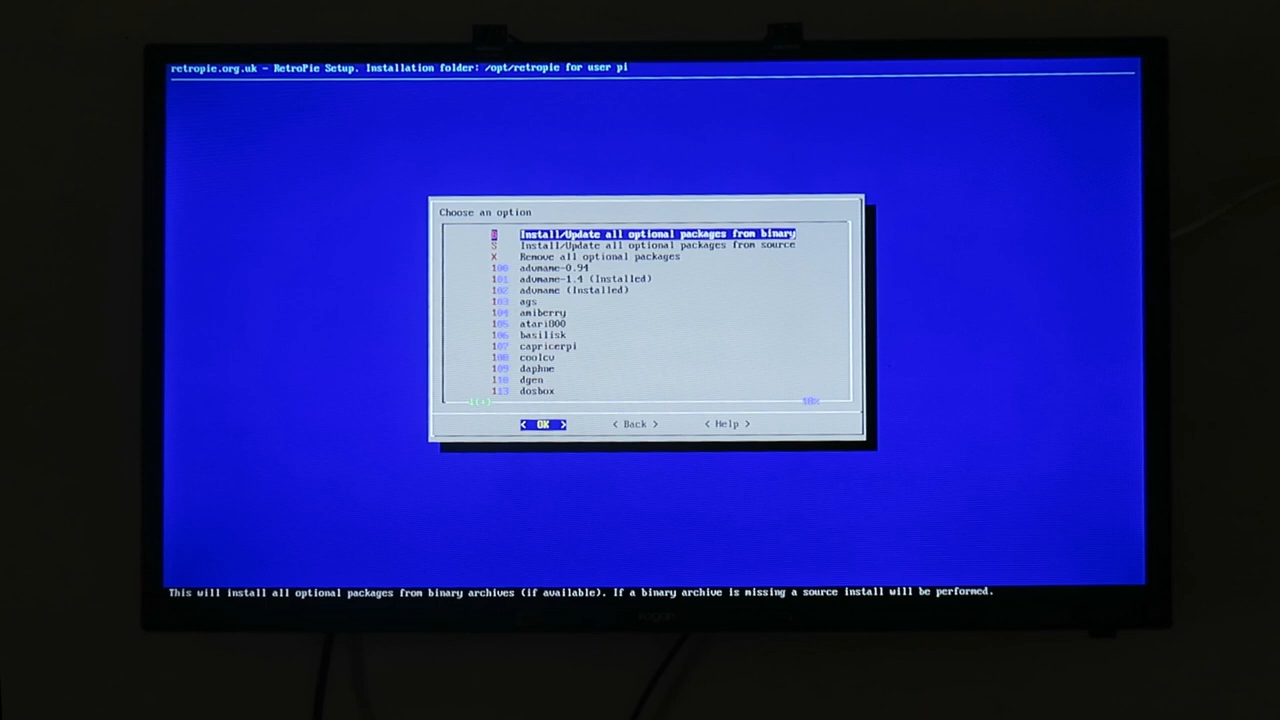 retropie.org.uk - RetroPie Setup. Installation folder: /opt/retropie for user pi
Choose an option
B Install/Update all optional packages from binary
S Install/Update all optional packages from source
X Remove all optional packages
100 advmame-0.94
101 advmame-1.4 (Installed)
102 advmame (Installed)
103 ags
104 amiberry
105 atari800
106 basilisk
107 capricerpi
108 coolcv
109 daphne
110 dgen
113 dosbox
< OK > < Back > < Help >
This will install all optional packages from binary archives (if available). If a binary archive is missing a source install will be performed.